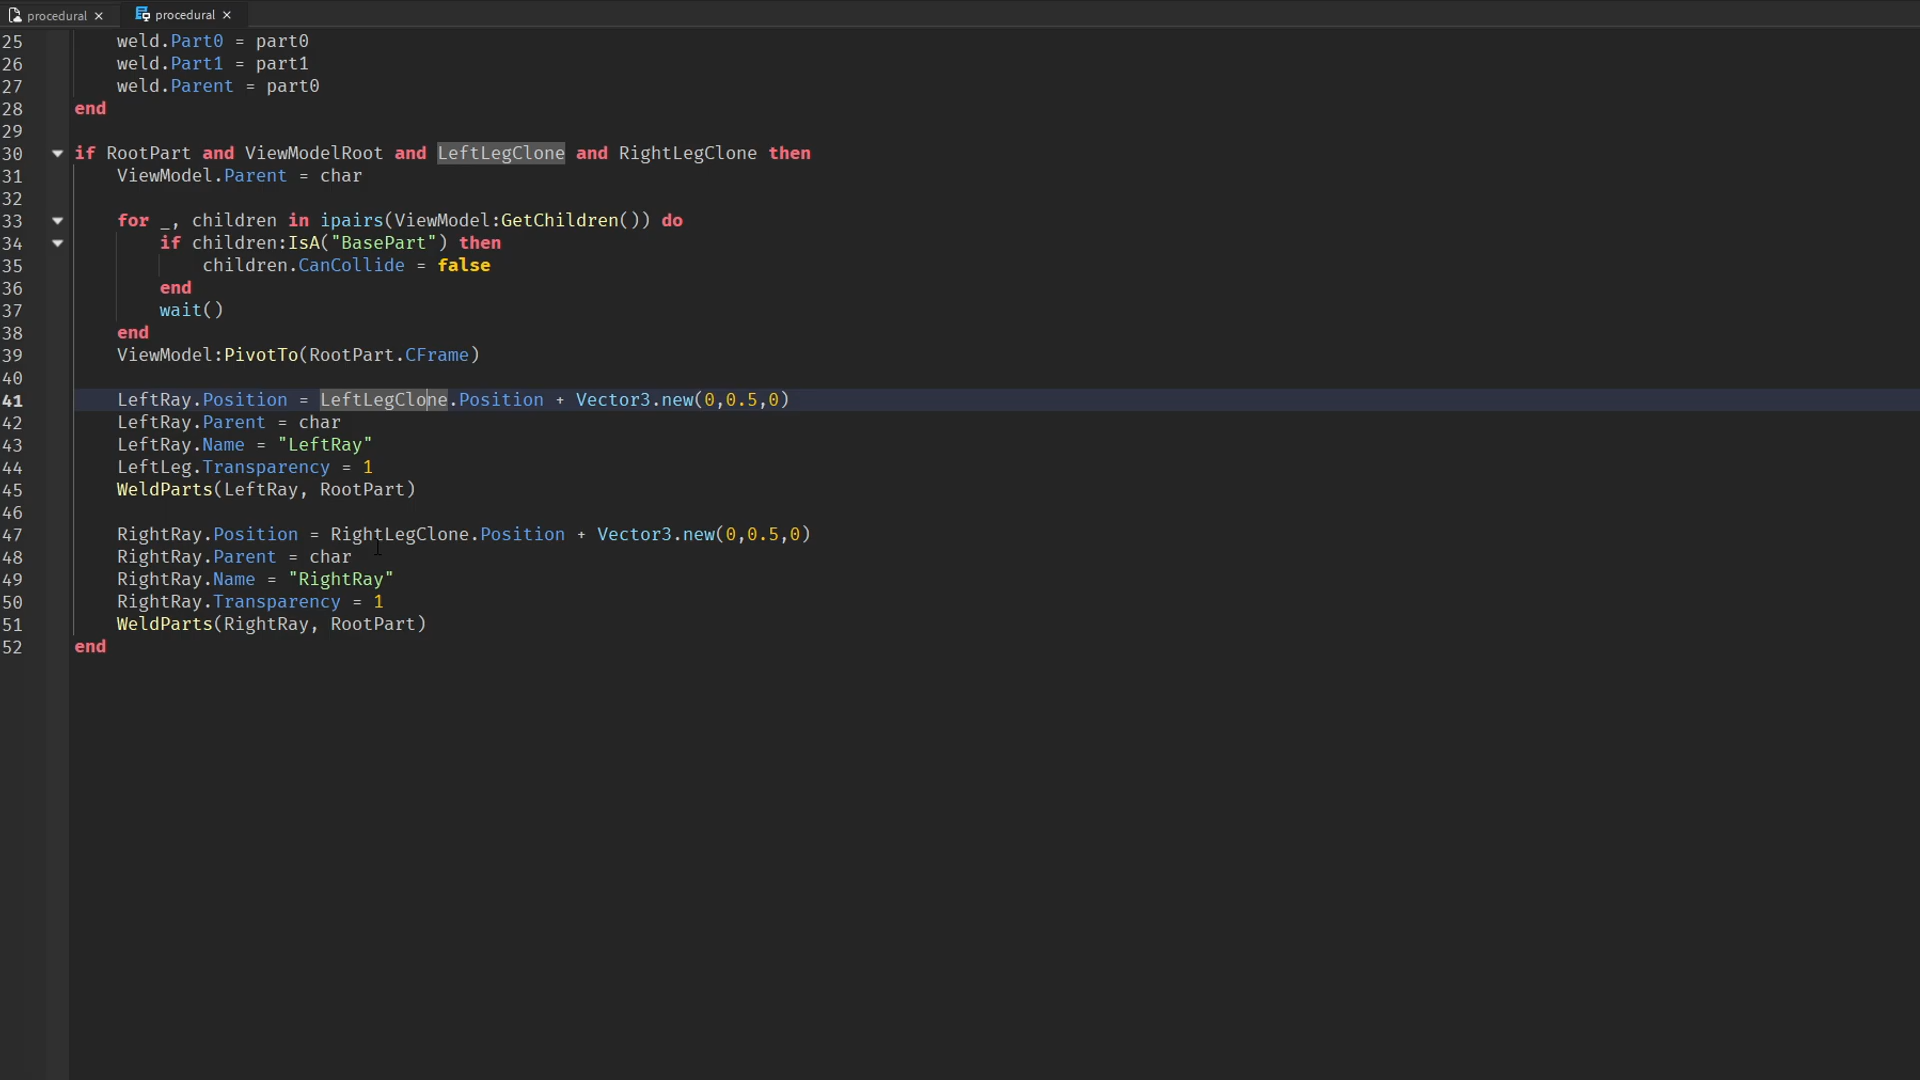 procedural × procedural ×
25 weld.Part0 = part0
26 weld.Part1 = part1
27 weld.Parent = part0
28 end
29
30 if RootPart and ViewModelRoot and LeftLegClone and RightLegClone then
31 ViewModel.Parent = char
32
33 for _, children in ipairs(ViewModel:GetChildren()) do
34 if children:IsA("BasePart") then
35 children.CanCollide = false
36 end
37 wait()
38 end
39 ViewModel:PivotTo(RootPart.CFrame)
40
41 LeftRay.Position = LeftLegClone.Position + Vector3.new(0,0.5,0)
42 LeftRay.Parent = char
43 LeftRay.Name = "LeftRay"
44 LeftLeg.Transparency = 1
45 WeldParts(LeftRay, RootPart)
46
47 RightRay.Position = RightLegClone.Position + Vector3.new(0,0.5,0)
48 RightRay.Parent = char
49 RightRay.Name = "RightRay"
50 RightRay.Transparency = 1
51 WeldParts(RightRay, RootPart)
52 end